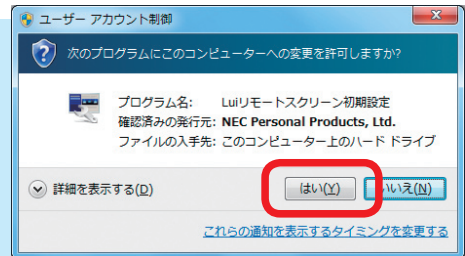 ユーザー アカウント制御
次のプログラムにこのコンピューターへの変更を許可しますか?
プログラム名: Luiリモートスクリーン初期設定
確認済みの発行元: NEC Personal Products, Ltd.
ファイルの入手先: このコンピューター上のハード ドライブ
詳細を表示する(D) はい(Y) いいえ(N)
これらの通知を表示するタイミングを変更する